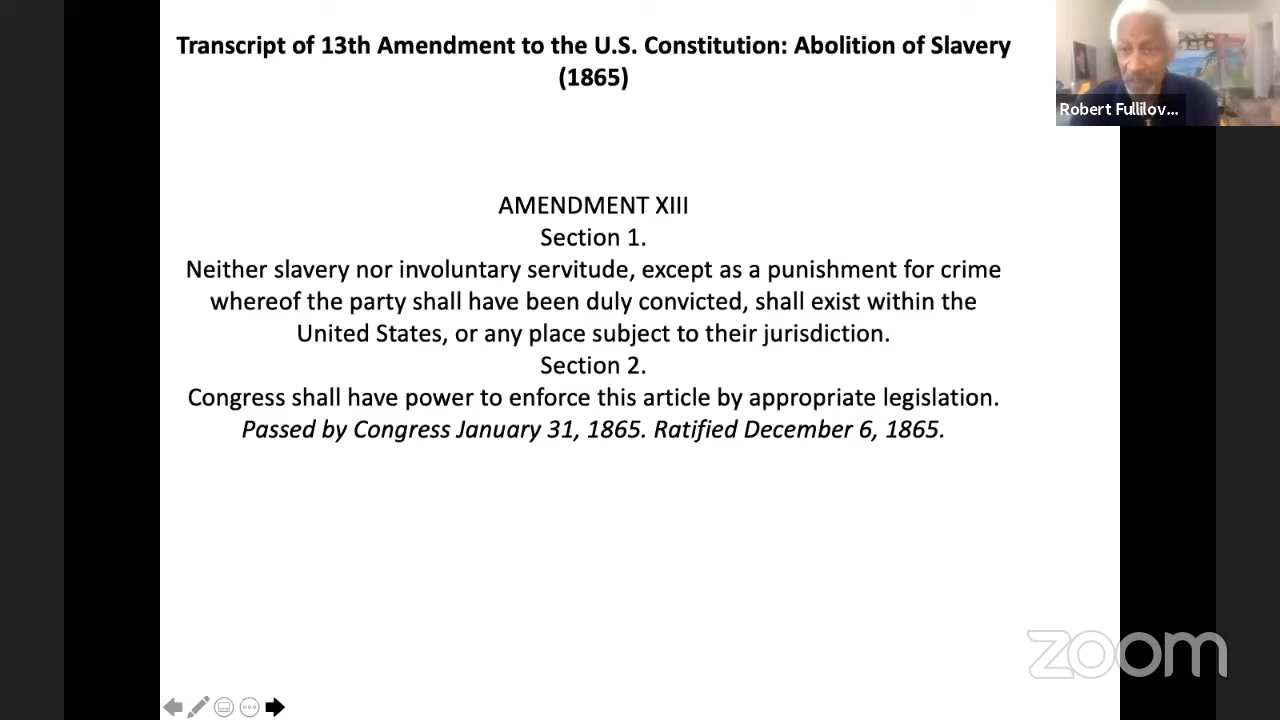 Transcript of 13th Amendment to the U.S. Constitution: Abolition of Slavery
(1865)
Robert Fullilov...
AMENDMENT XIII
Section 1.
Neither slavery nor involuntary servitude, except as a punishment for crime
whereof the party shall have been duly convicted, shall exist within the
United States, or any place subject to their jurisdiction.
Section 2.
Congress shall have power to enforce this article by appropriate legislation.
Passed by Congress January 31, 1865. Ratified December 6, 1865.
zoom